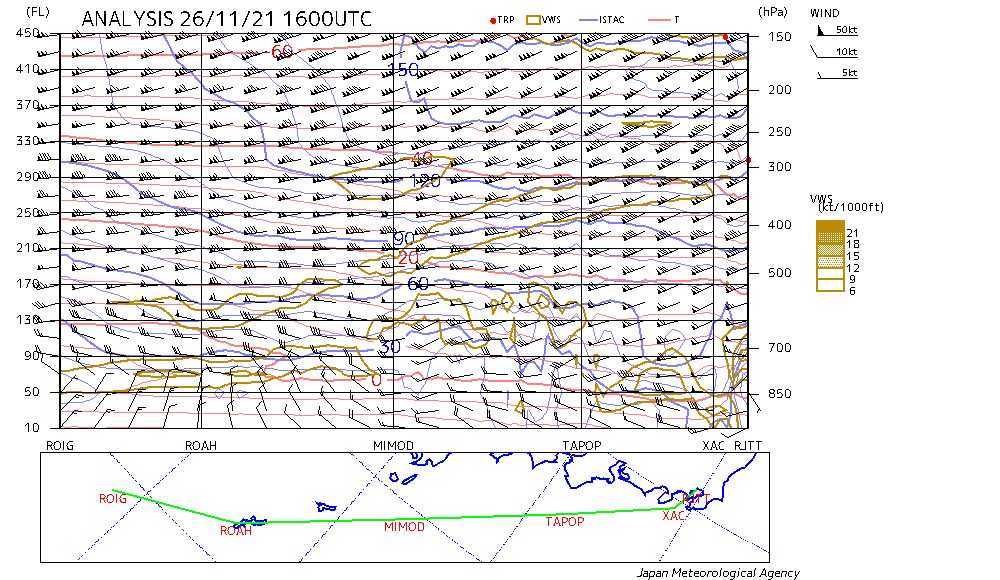 (FL) ANALYSIS 26/11/21 1600UTC TRP VWS ISTAC T (hPa) WIND
450 150
50kt
60
10kt
410 150
5kt
200
370
250
330
40 300
290 120
VWS
(kt/1000ft)
250
400
90 21
210 20 18
15
500 12
170 60 9
6
130
30 700
90
0
50 850
10
ROIG ROAH MIMOD TAPOP XAC RJTT
ROIG RJTT
XAC
TAPOP
MIMOD
ROAH
Japan Meteorological Agency